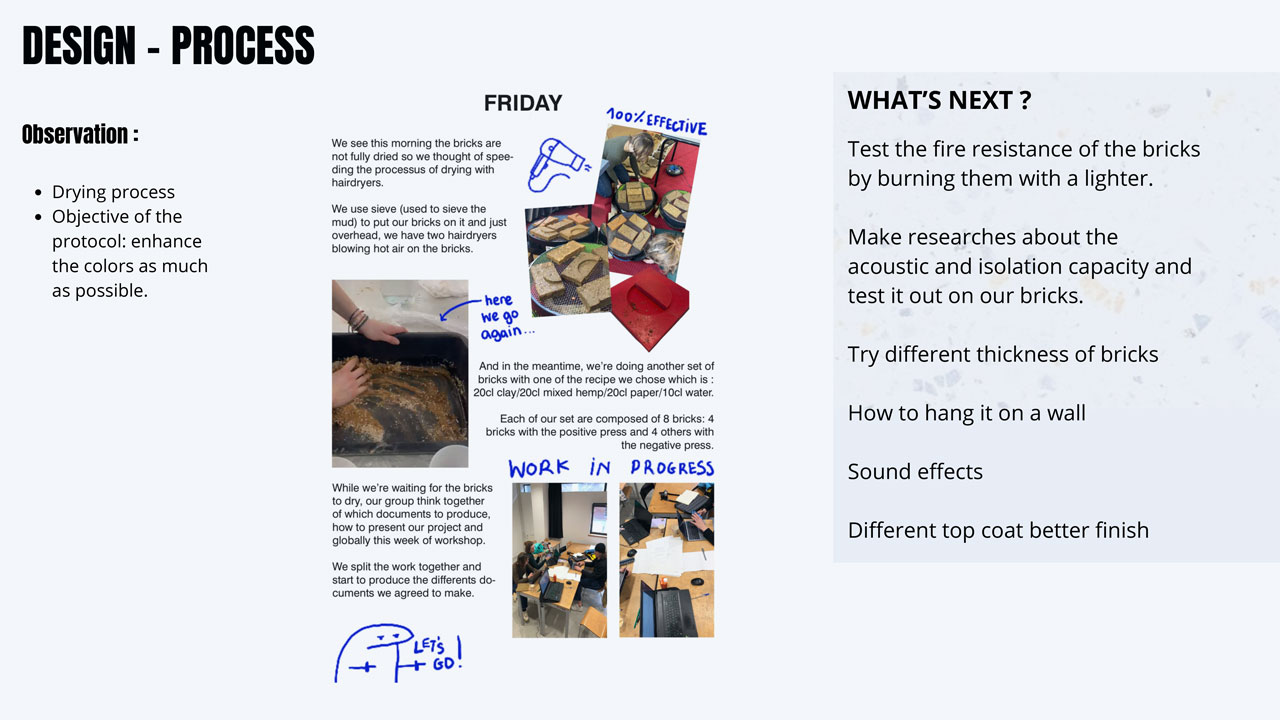 DESIGN - PROCESS
Observation :
• Drying process
• Objective of the
protocol: enhance
the colors as much
as possible.
FRIDAY
100% EFFECTIVE
We see this morning the bricks are
not fully dried so we thought of spee-
ding the processus of drying with
hairdryers.
We use sieve (used to sieve the
mud) to put our bricks on it and just
overhead, we have two hairdryers
blowing hot air on the bricks.
here
we go
again...
And in the meantime, we're doing another set of
bricks with one of the recipe we chose which is :
20cl clay/20cl mixed hemp/20cl paper/10cl water.
Each of our set are composed of 8 bricks: 4
bricks with the positive press and 4 others with
the negative press.
WORK IN PROGRESS
While we're waiting for the bricks
to dry, our group think together
of which documents to produce,
how to present our project and
globally this week of workshop.
We split the work together and
start to produce the differents do-
cuments we agreed to make.
LET'S
GO!
WHAT'S NEXT ?
Test the fire resistance of the bricks
by burning them with a lighter.
Make researches about the
acoustic and isolation capacity and
test it out on our bricks.
Try different thickness of bricks
How to hang it on a wall
Sound effects
Different top coat better finish